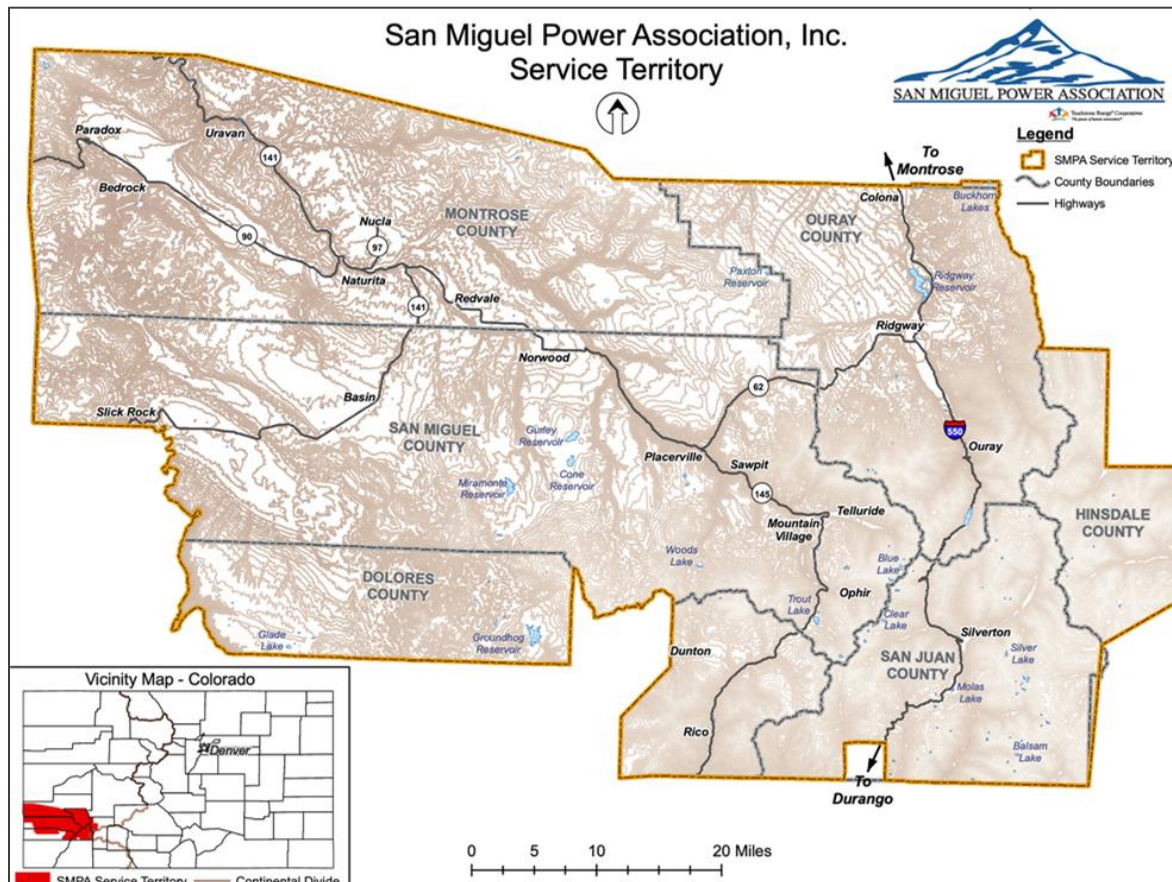 San Miguel Power Association, Inc.
Service Territory
SAN MIGUEL POWER ASSOCIATION
Touchstone Energy® Cooperatives
Legend
SMPA Service Territory
County Boundaries
Highways
To
Montrose
Paradox
Uravan
141
Bedrock
Nucla
90
97
Naturita
MONTROSE
COUNTY
OURAY
COUNTY
Colona
Buckhorn
Lakes
Paxton
Reservoir
Ridgway
Reservoir
141
Redvale
Ridgway
Norwood
62
Basin
Slick Rock
SAN MIGUEL
COUNTY
Gurley
Reservoir
Cone
Reservoir
Miramonte
Reservoir
Placerville
Sawpit
145
550
Ouray
Telluride
Mountain
Village
HINSDALE
COUNTY
Woods
Lake
Blue
Lake
Ophir
DOLORES
COUNTY
Trout
Lake
Clear
Lake
Silverton
Glade
Lake
Groundhog
Reservoir
Dunton
SAN JUAN
COUNTY
Silver
Lake
Molas
Lake
Rico
Balsam
Lake
To
Durango
Vicinity Map - Colorado
Denver
SMPA Service Territory
Continental Divide
0 5 10 20 Miles